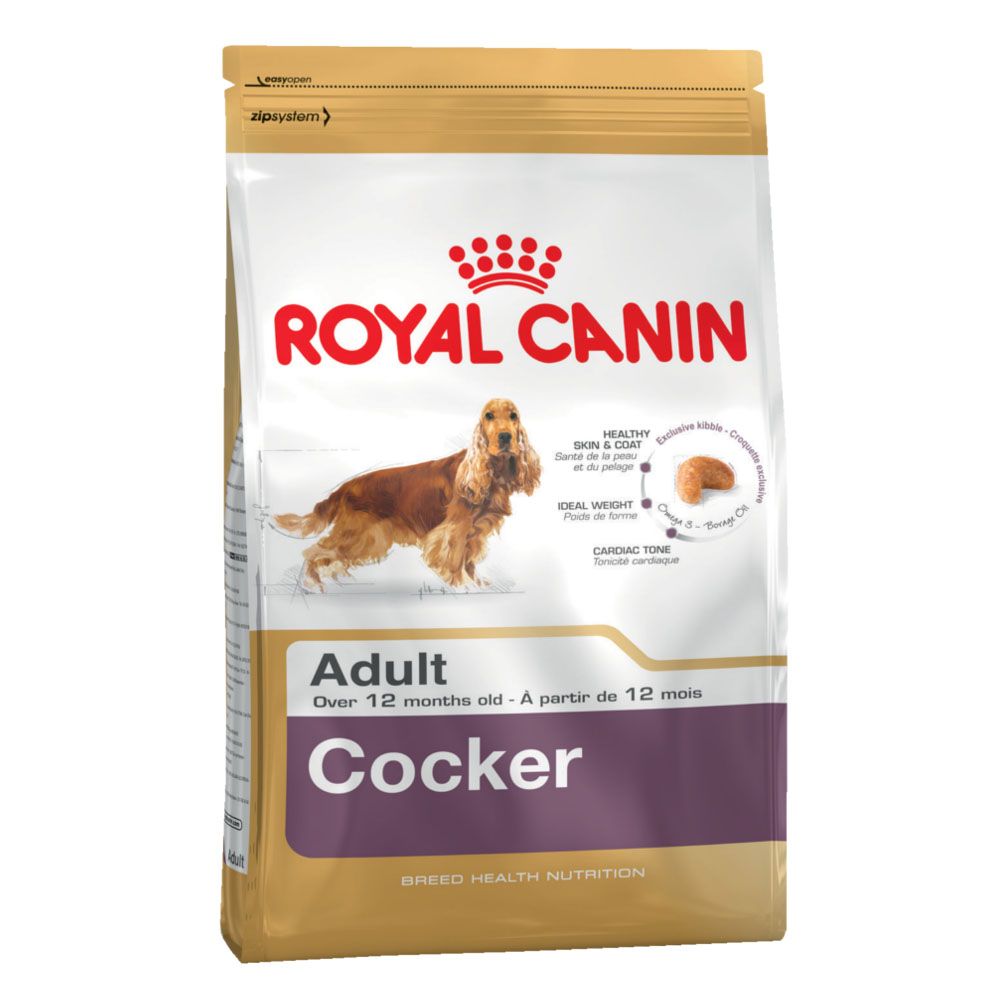 easyopen
zipsystem
ROYAL CANIN
HEALTHY
SKIN & COAT
Santé de la peau
et du pelage
IDEAL WEIGHT
Poids de forme
CARDIAC TONE
Tonicité cardiaque
Exclusive kibble - Croquette exclusive
Omega 3 - Borage Oil
Adult
Over 12 months old - À partir de 12 mois
Cocker
BREED HEALTH NUTRITION
Adult